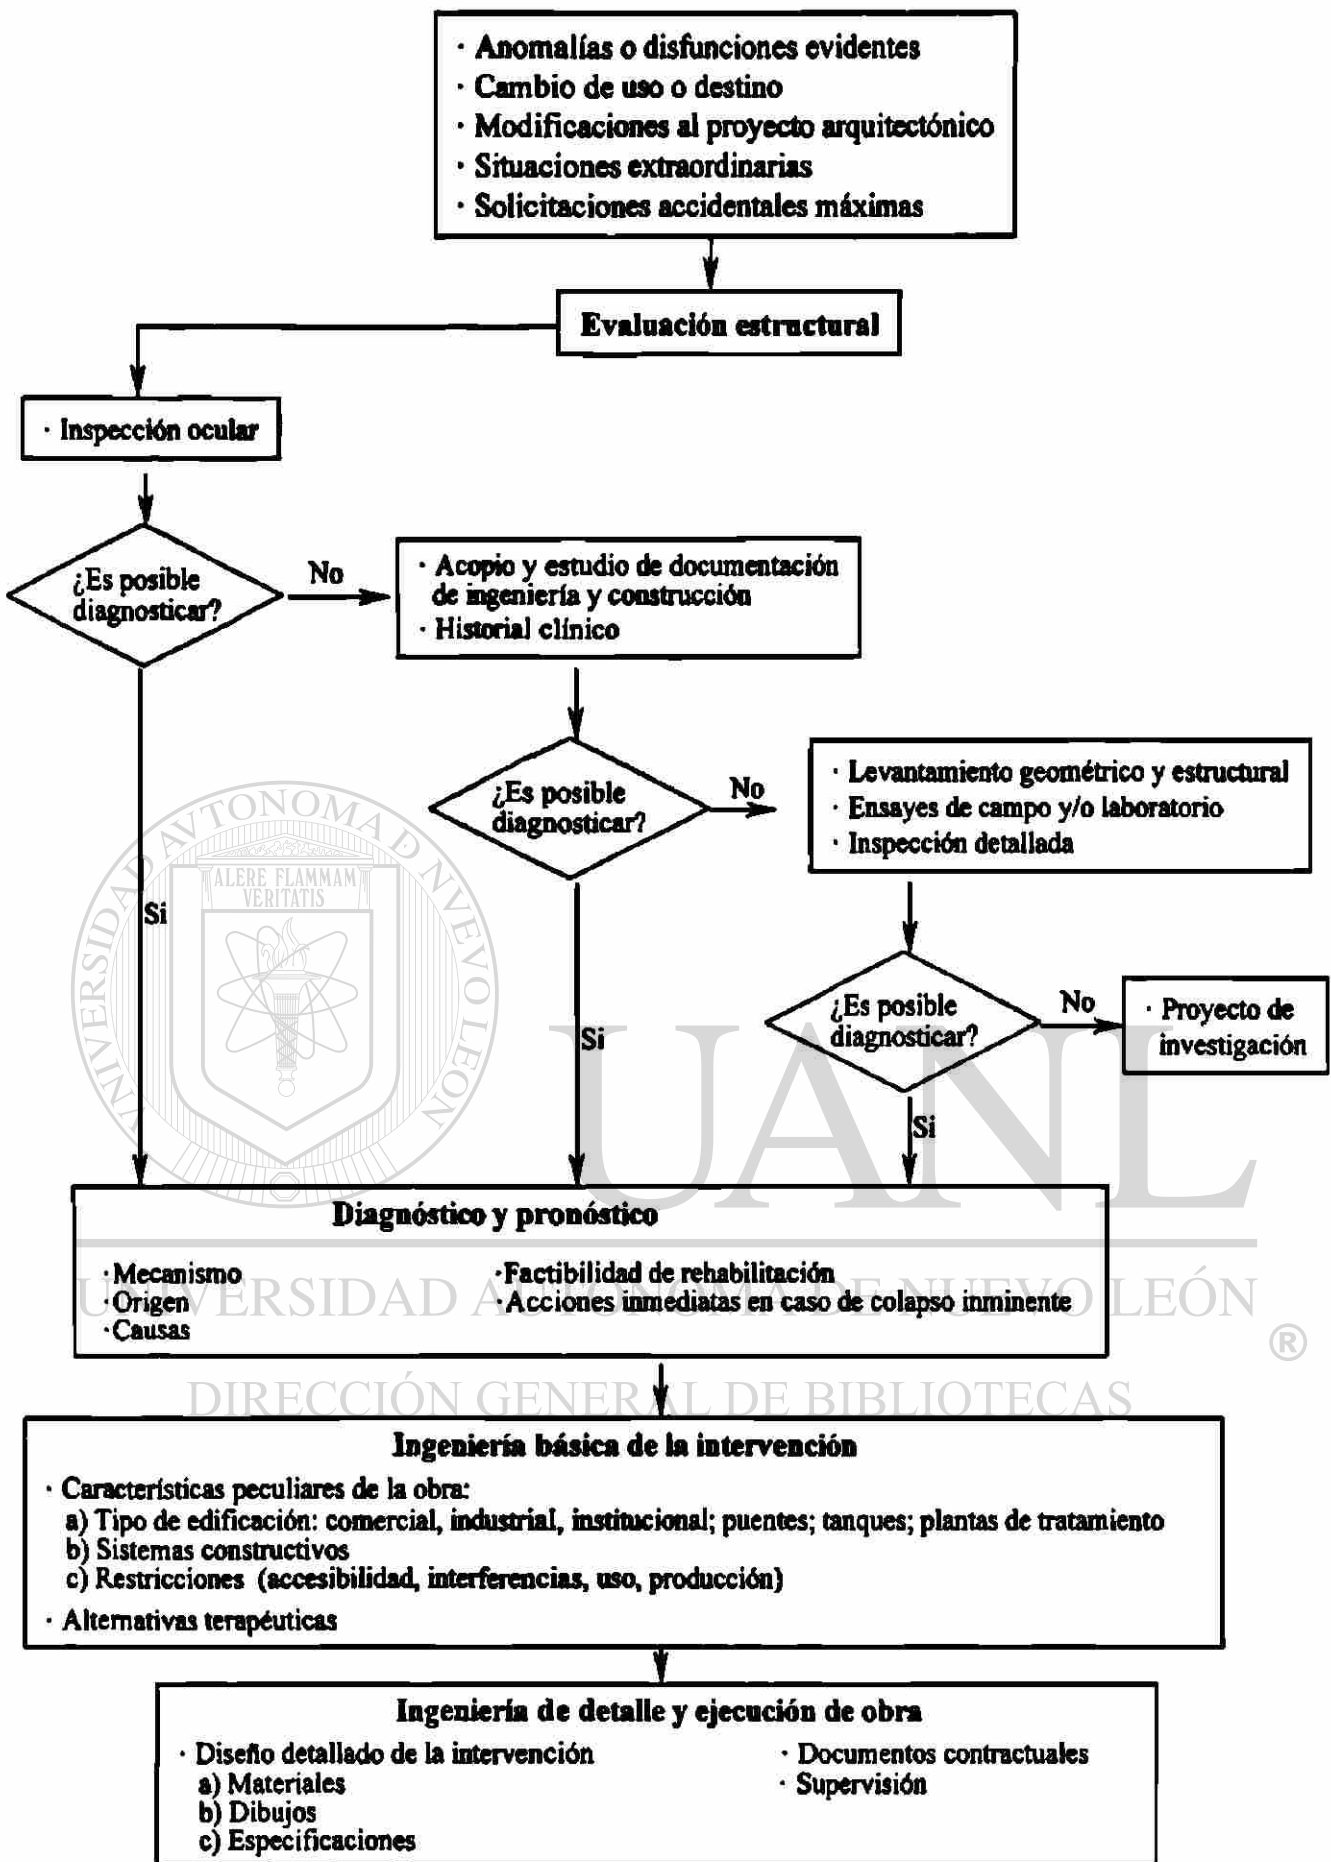 · Anomalías o disfunciones evidentes
· Cambio de uso o destino
· Modificaciones al proyecto arquitectónico
· Situaciones extraordinarias
· Solicitaciones accidentales máximas
Evaluación estructural
· Inspección ocular
¿Es posible
diagnosticar?
No
· Acopio y estudio de documentación
de ingeniería y construcción
· Historial clínico
¿Es posible
diagnosticar?
No
· Levantamiento geométrico y estructural
· Ensayes de campo y/o laboratorio
· Inspección detallada
Si
Si
¿Es posible
diagnosticar?
No
· Proyecto de
investigación
Si
UNIVERSIDAD AVTONOMA D NVEVO LEON
ALERE FLAMMAM
VERITATIS
UANL
Diagnóstico y pronóstico
· Mecanismo
· Origen
· Causas
· Factibilidad de rehabilitación
· Acciones inmediatas en caso de colapso inminente
UNIVERSIDAD AUTÓNOMA DE NUEVO LEÓN
®
DIRECCIÓN GENERAL DE BIBLIOTECAS
Ingeniería básica de la intervención
· Características peculiares de la obra:
a) Tipo de edificación: comercial, industrial, institucional; puentes; tanques; plantas de tratamiento
b) Sistemas constructivos
c) Restricciones (accesibilidad, interferencias, uso, producción)
· Alternativas terapéuticas
Ingeniería de detalle y ejecución de obra
· Diseño detallado de la intervención
a) Materiales
b) Dibujos
c) Especificaciones
· Documentos contractuales
· Supervisión